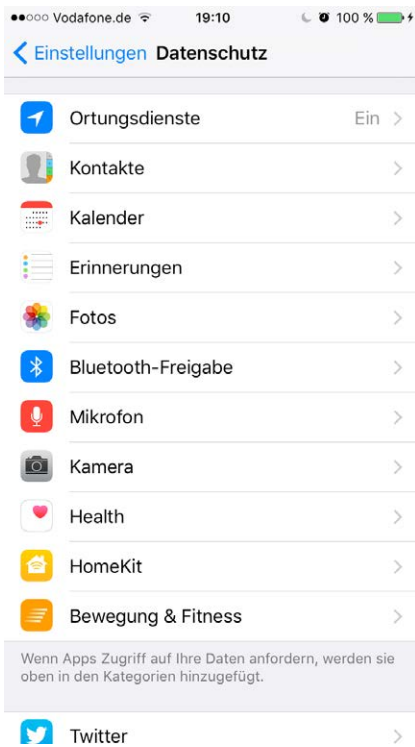 Vodafone.de 19:10 100 %
Einstellungen Datenschutz
Ortungsdienste Ein
Kontakte
Kalender
Erinnerungen
Fotos
Bluetooth-Freigabe
Mikrofon
Kamera
Health
HomeKit
Bewegung & Fitness
Wenn Apps Zugriff auf Ihre Daten anfordern, werden sie
oben in den Kategorien hinzugefügt.
Twitter